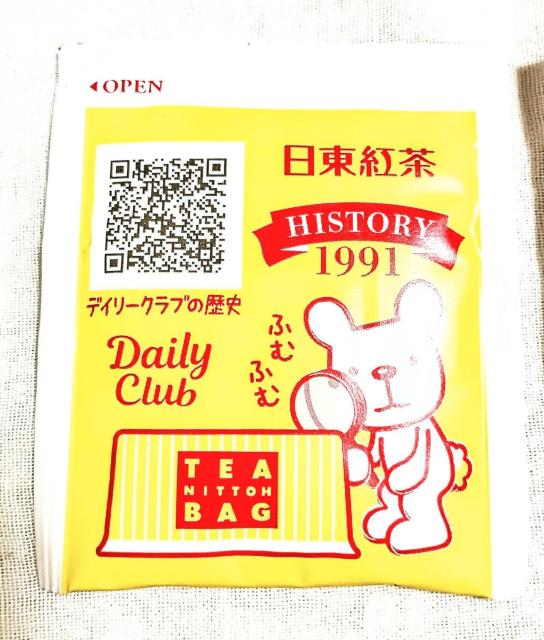 ◀OPEN
日東紅茶
HISTORY
1991
デイリークラブの歴史
Daily
Club
ふむ
ふむ
TEA
NITTOH
BAG